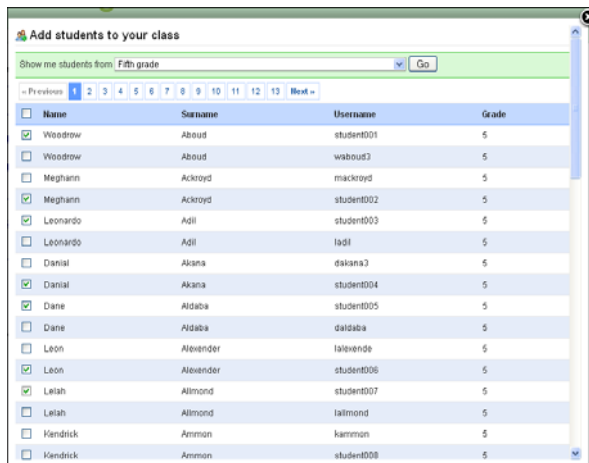 Add students to your class
Show me students from Fifth grade Go
« Previous 1 2 3 4 5 6 7 8 9 10 11 12 13 Next »
Name Surname Username Grade
Woodrow Aboud student001 5
Woodrow Aboud waboud3 5
Meghann Ackroyd mackroyd 5
Meghann Ackroyd student002 5
Leonardo Adil student003 5
Leonardo Adil ladil 5
Danial Akana dakana3 5
Danial Akana student004 5
Dane Aldaba student005 5
Dane Aldaba daldaba 5
Leon Alexender lalexende 5
Leon Alexender student006 5
Leiah Allmond student007 5
Leiah Allmond lallmond 5
Kendrick Ammon kammon 5
Kendrick Ammon student008 5